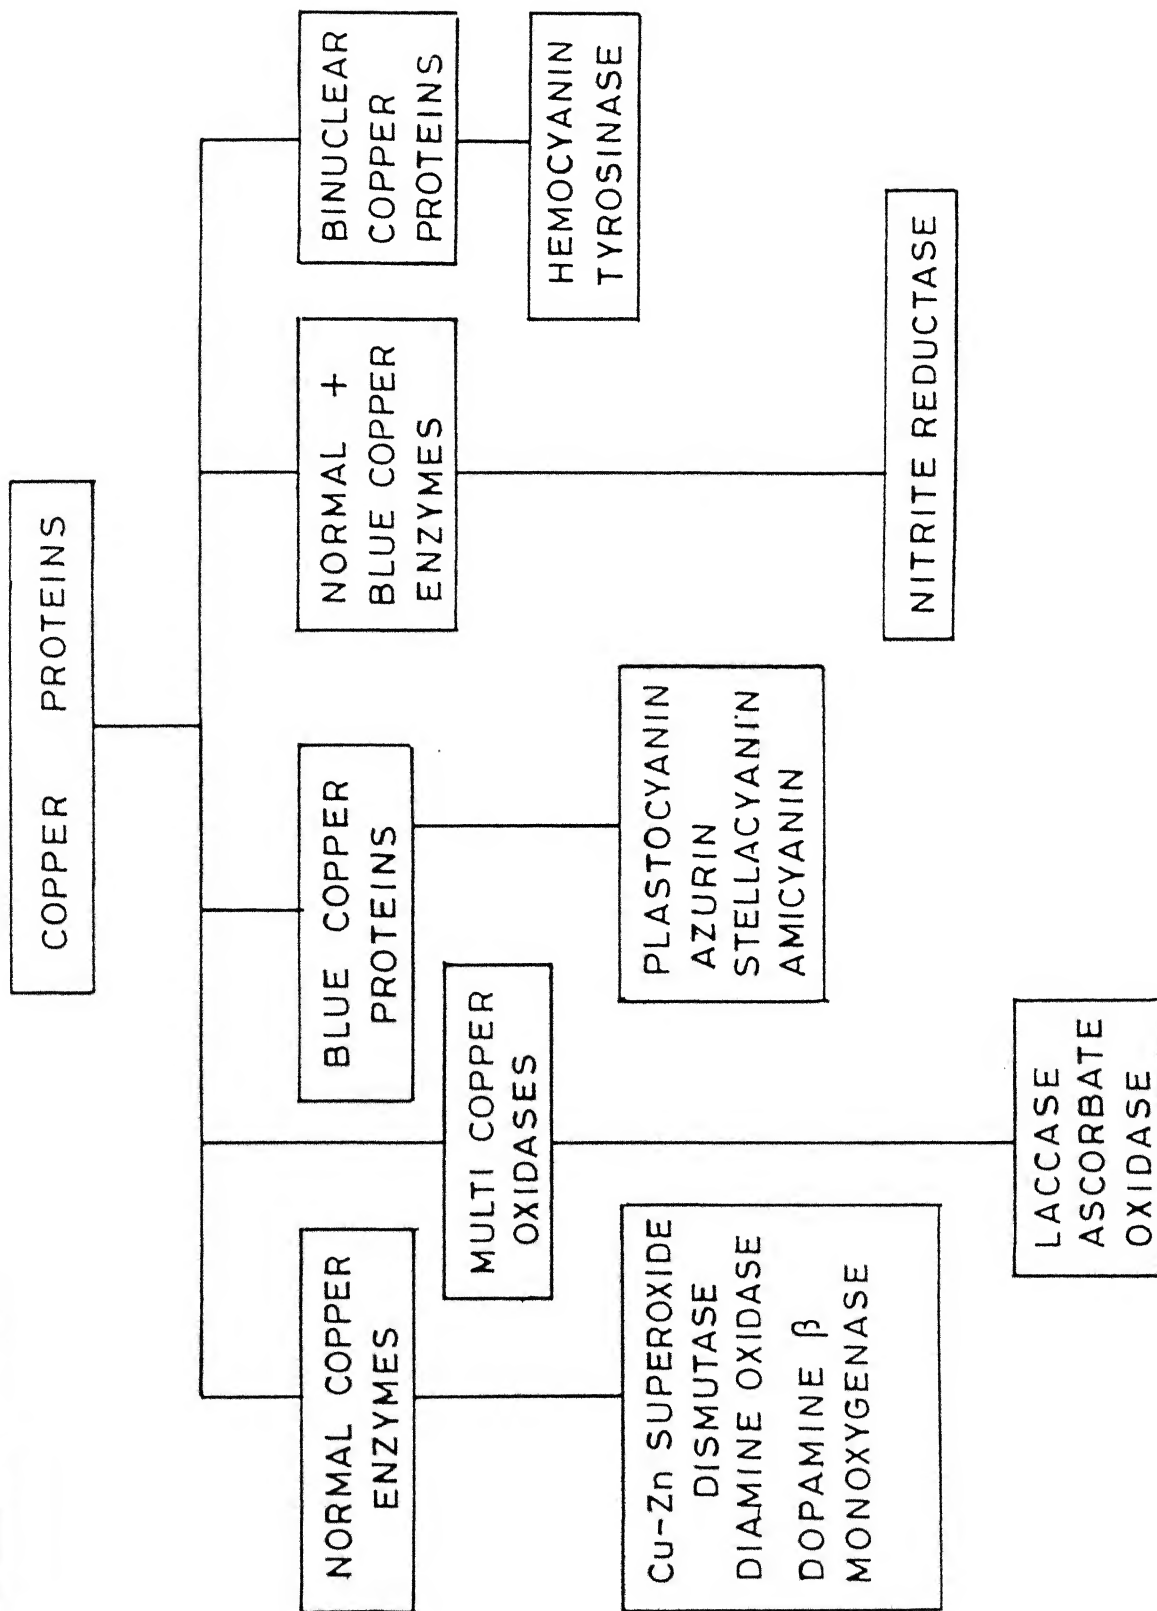 COPPER PROTEINS
NORMAL COPPER
ENZYMES
MULTI COPPER
OXIDASES
BLUE COPPER
PROTEINS
NORMAL +
BLUE COPPER
ENZYMES
BINUCLEAR
COPPER
PROTEINS
Cu-Zn SUPEROXIDE
DISMUTASE
DIAMINE OXIDASE
DOPAMINE β
MONOXYGENASE
LACCASE
ASCORBATE
OXIDASE
PLASTOCYANIN
AZURIN
STELLACYANIN
AMICYANIN
NITRITE REDUCTASE
HEMOCYANIN
TYROSINASE